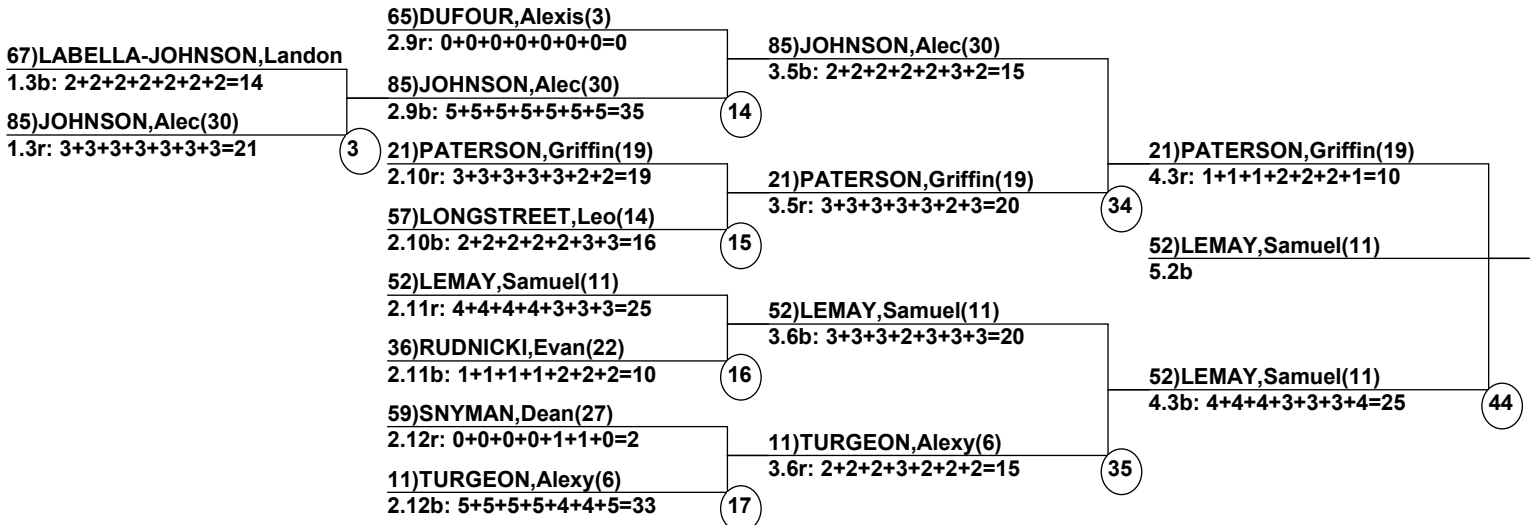 67)LABELLA-JOHNSON,Landon
1.3b: 2+2+2+2+2+2+2=14
85)JOHNSON,Alec(30)
1.3r: 3+3+3+3+3+3+3=21
3
65)DUFOUR,Alexis(3)
2.9r: 0+0+0+0+0+0+0=0
85)JOHNSON,Alec(30)
2.9b: 5+5+5+5+5+5+5=35
14
21)PATERSON,Griffin(19)
2.10r: 3+3+3+3+3+2+2=19
57)LONGSTREET,Leo(14)
2.10b: 2+2+2+2+2+3+3=16
15
52)LEMAY,Samuel(11)
2.11r: 4+4+4+4+3+3+3=25
36)RUDNICKI,Evan(22)
2.11b: 1+1+1+1+2+2+2=10
16
59)SNYMAN,Dean(27)
2.12r: 0+0+0+0+1+1+0=2
11)TURGEON,Alexy(6)
2.12b: 5+5+5+5+4+4+5=33
17
85)JOHNSON,Alec(30)
3.5b: 2+2+2+2+2+3+2=15
21)PATERSON,Griffin(19)
3.5r: 3+3+3+3+3+2+3=20
34
52)LEMAY,Samuel(11)
3.6b: 3+3+3+2+3+3+3=20
11)TURGEON,Alexy(6)
3.6r: 2+2+2+3+2+2+2=15
35
21)PATERSON,Griffin(19)
4.3r: 1+1+1+2+2+2+1=10
52)LEMAY,Samuel(11)
5.2b
52)LEMAY,Samuel(11)
4.3b: 4+4+4+3+3+3+4=25
44